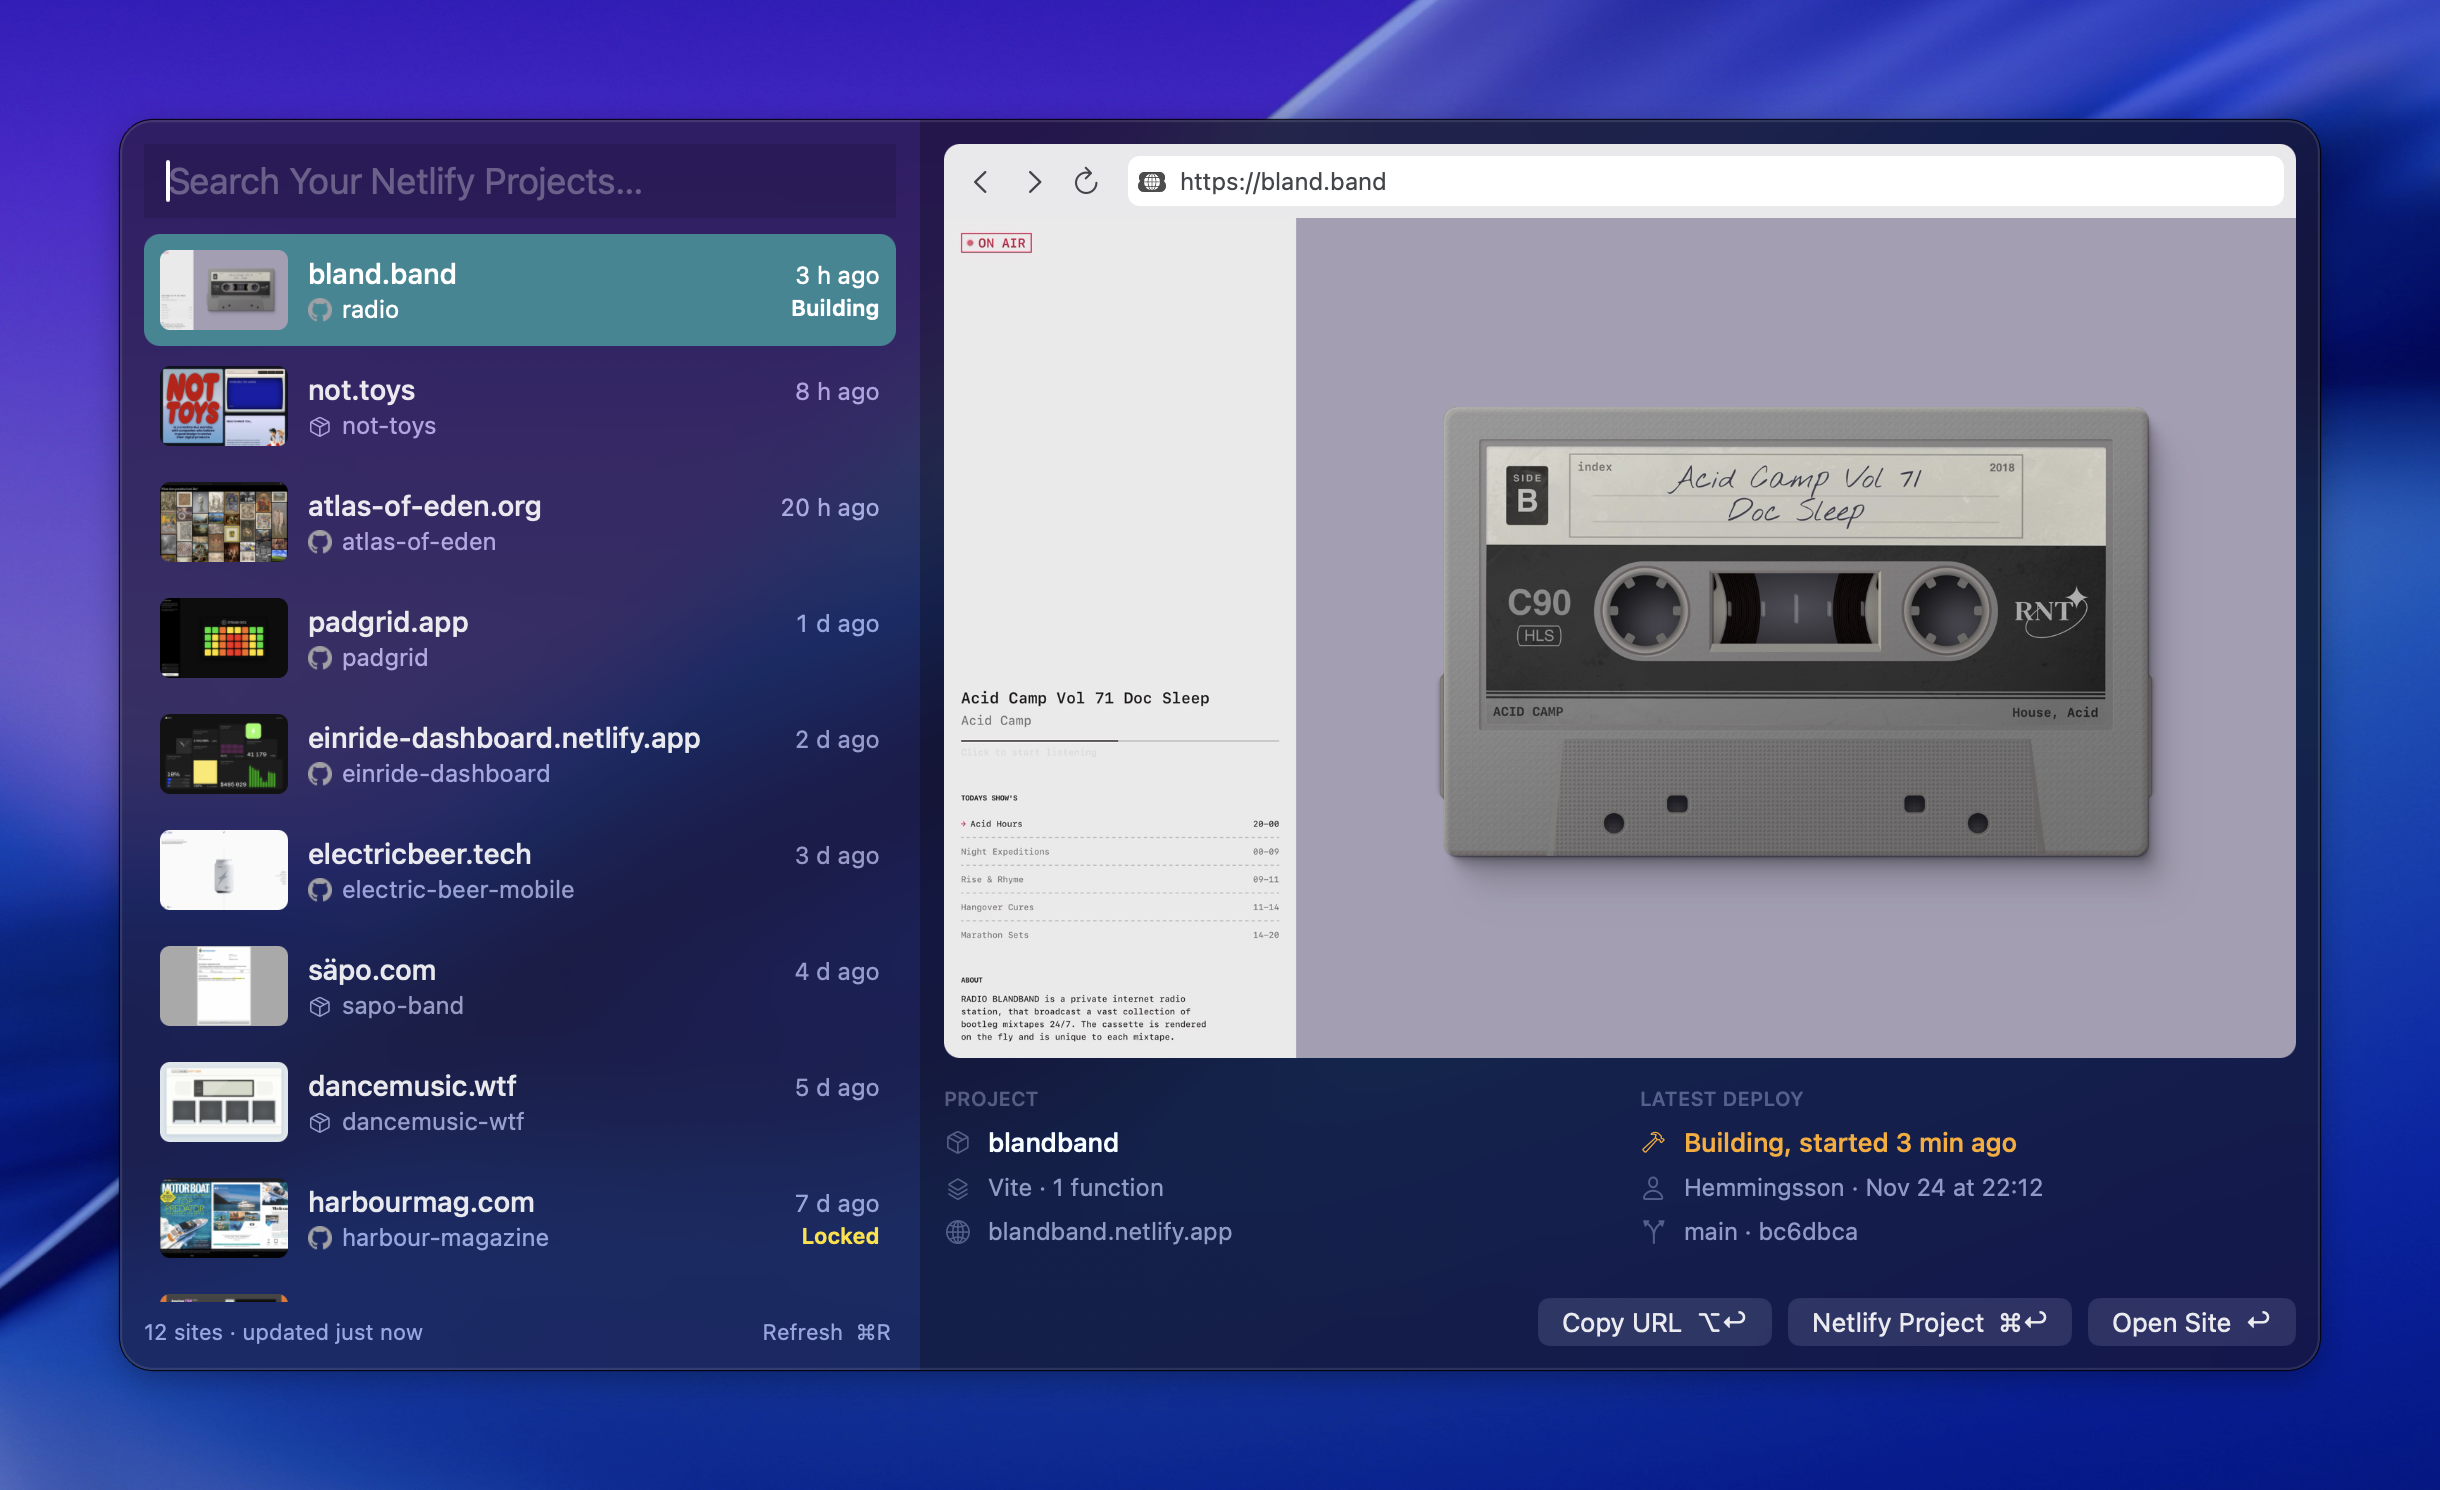 Search Your Netlify Projects...
bland.band
3 h ago
radio
Building
NOT TOYS
not.toys
8 h ago
not-toys
atlas-of-eden.org
20 h ago
atlas-of-eden
padgrid.app
1 d ago
padgrid
einride-dashboard.netlify.app
2 d ago
einride-dashboard
electricbeer.tech
3 d ago
electric-beer-mobile
säpo.com
4 d ago
sapo-band
dancemusic.wtf
5 d ago
dancemusic-wtf
MOTOR BOAT
harbourmag.com
7 d ago
harbour-magazine
Locked
12 sites · updated just now
Refresh ⌘R
https://bland.band
ON AIR
Acid Camp Vol 71 Doc Sleep
Acid Camp
Click to start listening
TODAYS SHOW'S
→ Acid Hours 20—00
Night Expeditions 00—09
Rise & Rhyme 09—11
Hangover Cures 11—14
Marathon Sets 14—20
ABOUT
RADIO BLANDBAND is a private internet radio
station, that broadcast a vast collection of
bootleg mixtapes 24/7. The cassette is rendered
on the fly and is unique to each mixtape.
SIDE
B
index
2018
Acid Camp Vol 71
Doc Sleep
C90
HLS
RNT
ACID CAMP
House, Acid
PROJECT
blandband
Vite · 1 function
blandband.netlify.app
LATEST DEPLOY
Building, started 3 min ago
Hemmingsson · Nov 24 at 22:12
main · bc6dbca
Copy URL ⌥↩
Netlify Project ⌘↩
Open Site ↩